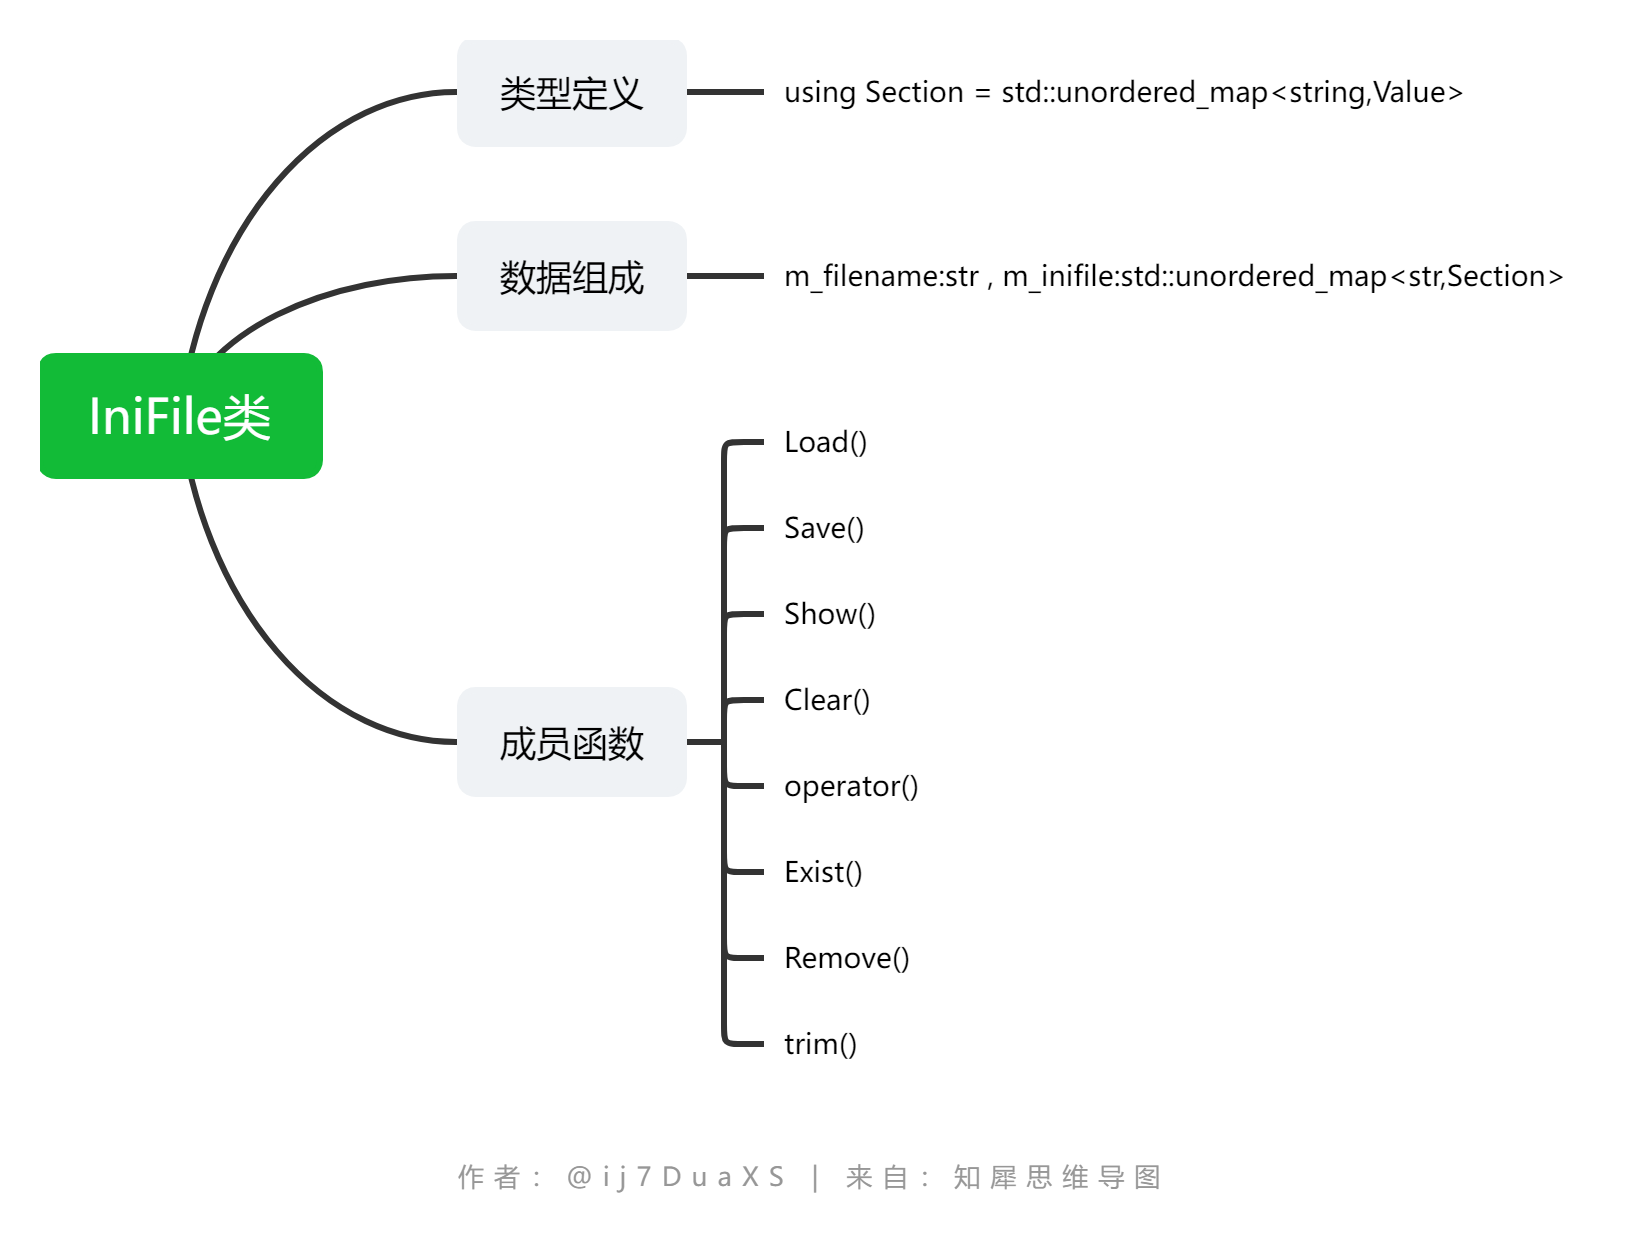 类型定义
using Section = std::unordered_map<string,Value>
数据组成
m_filename:str , m_inifile:std::unordered_map<str,Section>
IniFile类
成员函数
Load()
Save()
Show()
Clear()
operator()
Exist()
Remove()
trim()
作者：@ij7DuaXS | 来自：知犀思维导图